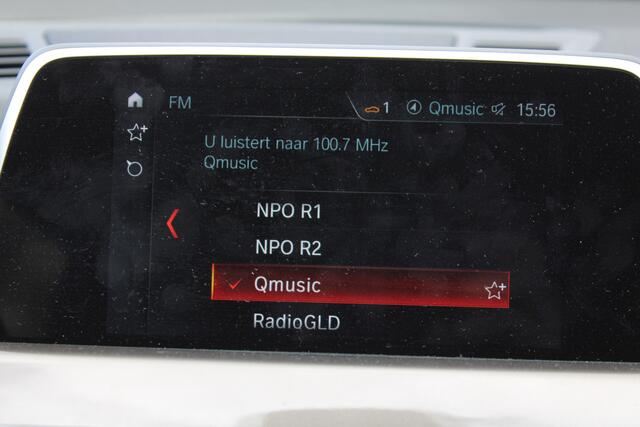 FM 1 Qmusic 15:56
U luistert naar 100.7 MHz
Qmusic
NPO R1
NPO R2
Qmusic
RadioGLD